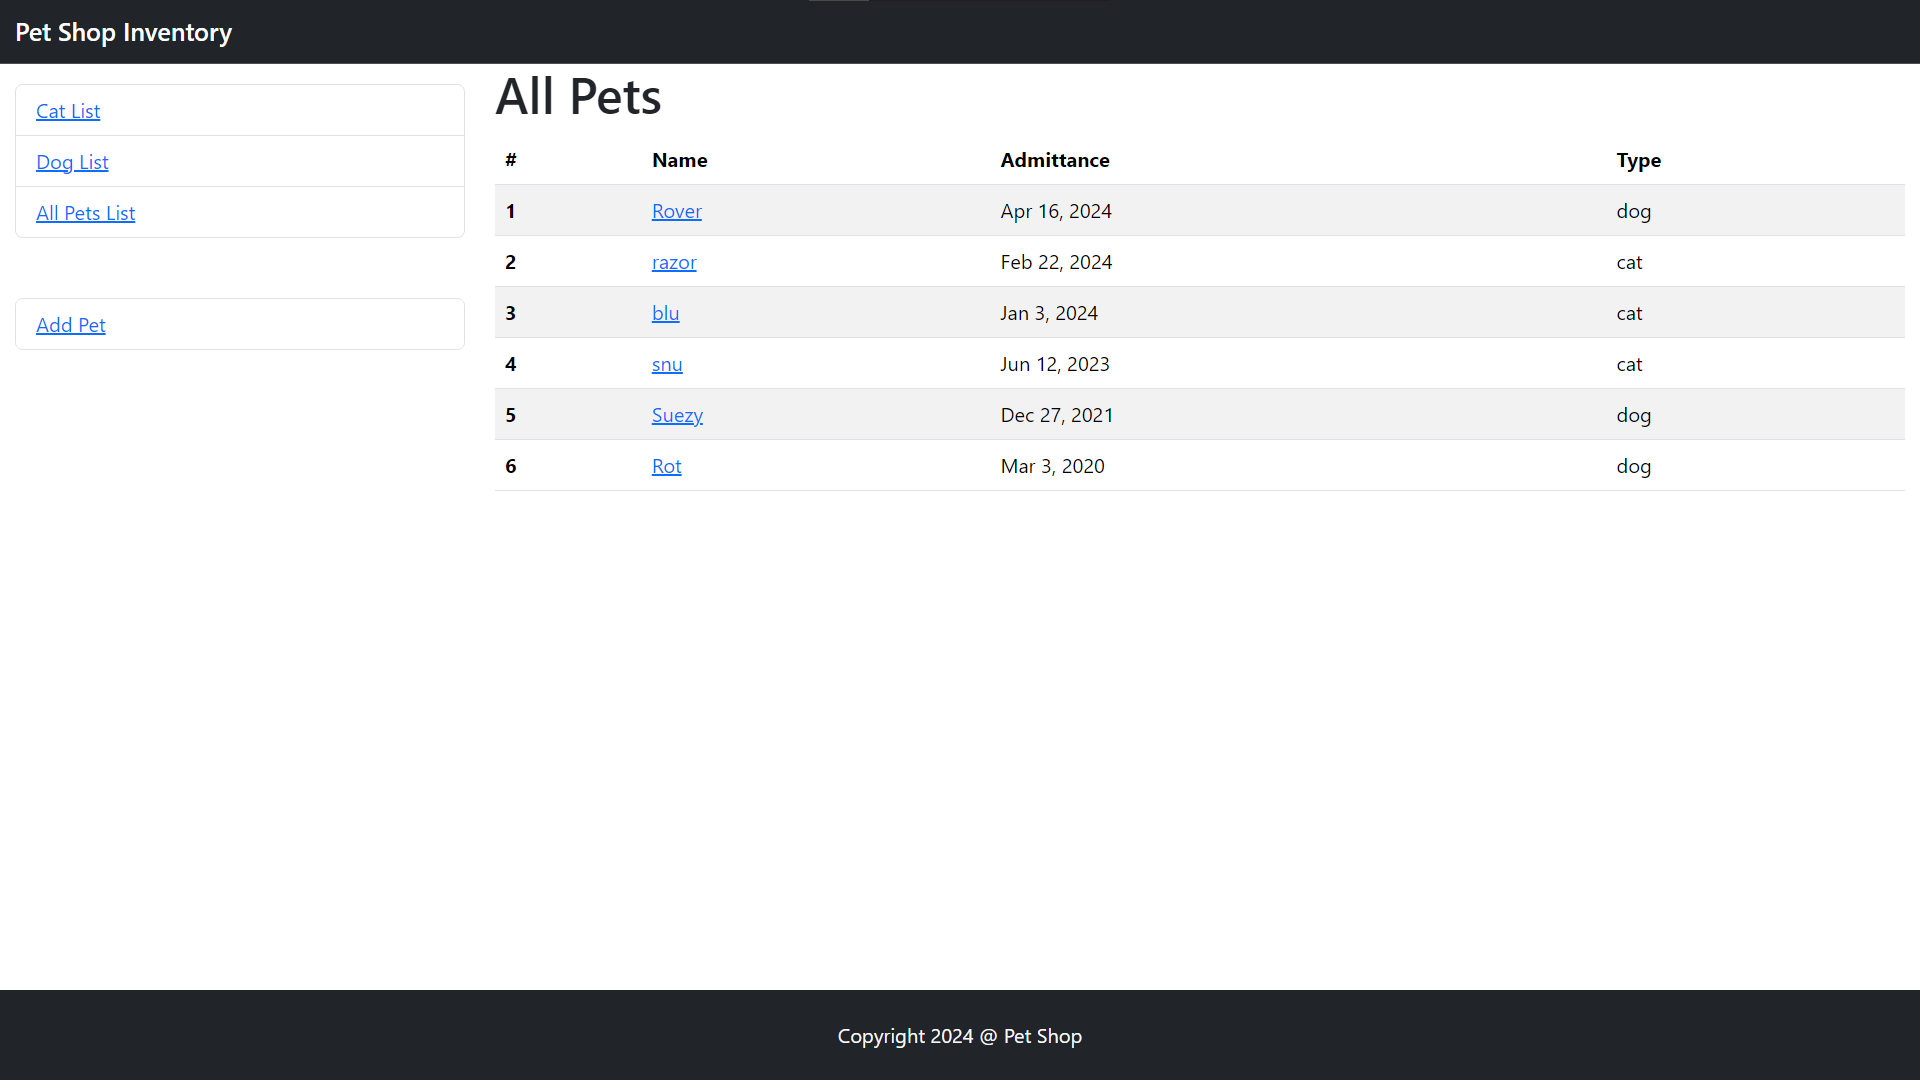 Pet Shop Inventory
Cat List
Dog List
All Pets List
Add Pet
All Pets
# Name Admittance Type
1 Rover Apr 16, 2024 dog
2 razor Feb 22, 2024 cat
3 blu Jan 3, 2024 cat
4 snu Jun 12, 2023 cat
5 Suezy Dec 27, 2021 dog
6 Rot Mar 3, 2020 dog
Copyright 2024 @ Pet Shop